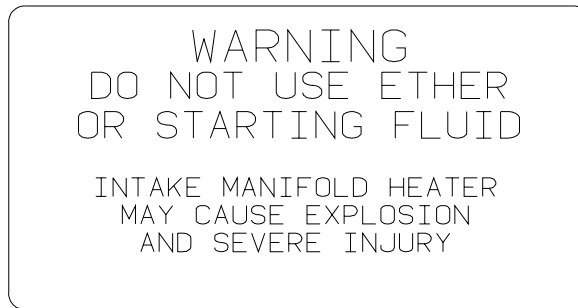 WARNING
DO NOT USE ETHER
OR STARTING FLUID
INTAKE MANIFOLD HEATER
MAY CAUSE EXPLOSION
AND SEVERE INJURY